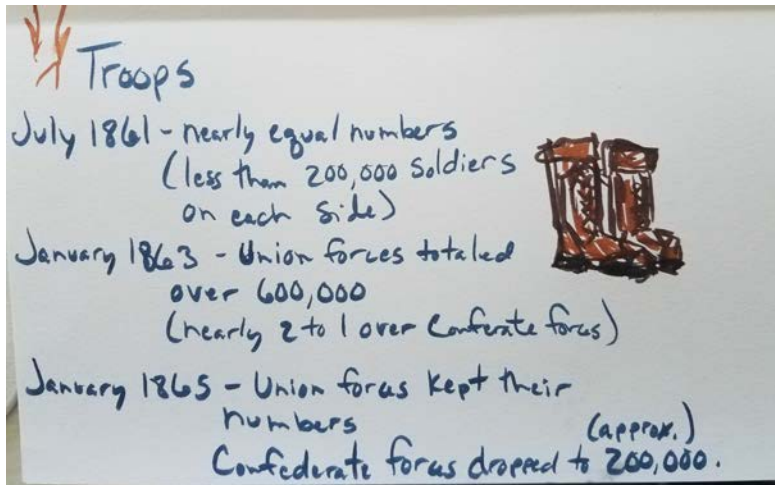 Troops
July 1861 - nearly equal numbers
(less than 200,000 soldiers
on each side)
January 1863 - Union forces totaled
over 600,000
(nearly 2 to 1 over Conferate forces)
January 1865 - Union forces kept their
numbers
(approx.)
Confederate forces dropped to 200,000.